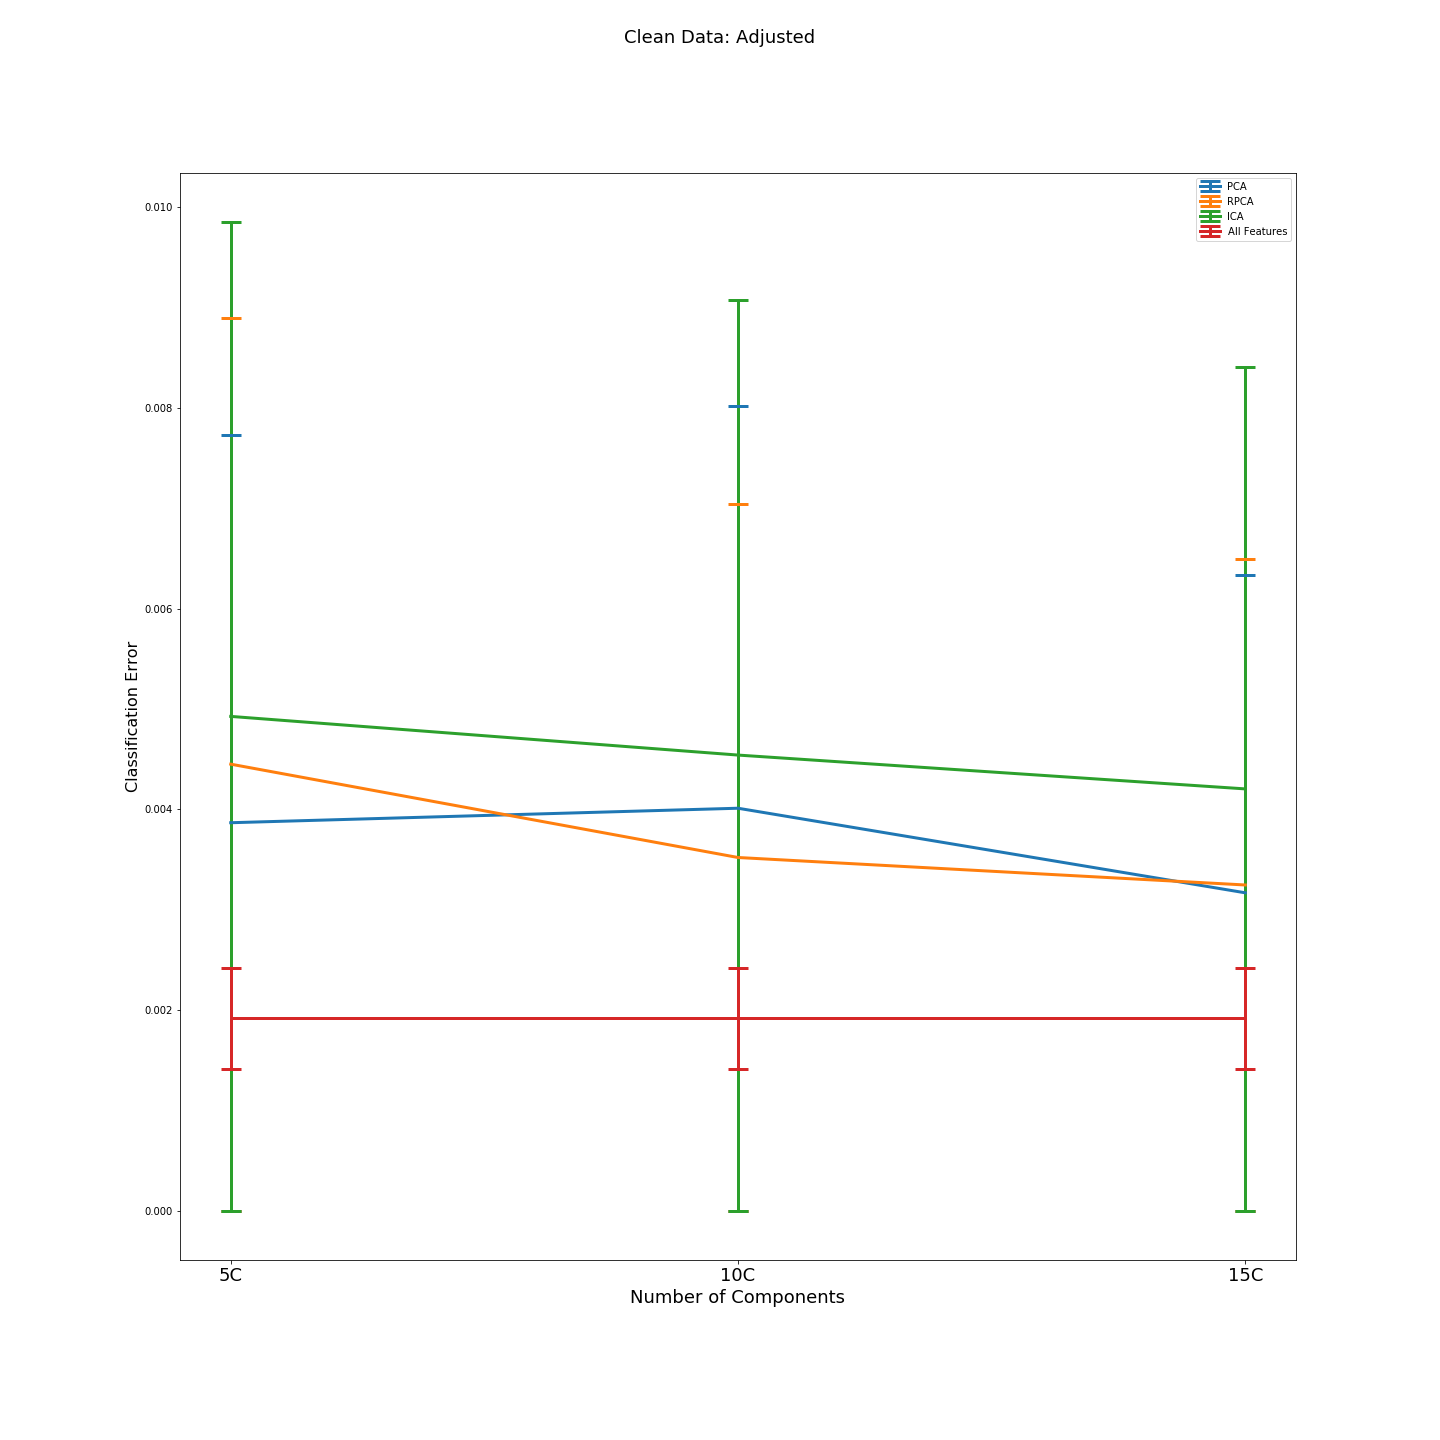 Clean Data: Adjusted
PCA
RPCA
ICA
All Features
0.010
0.008
0.006
0.004
0.002
0.000
Classification Error
5C
10C
15C
Number of Components